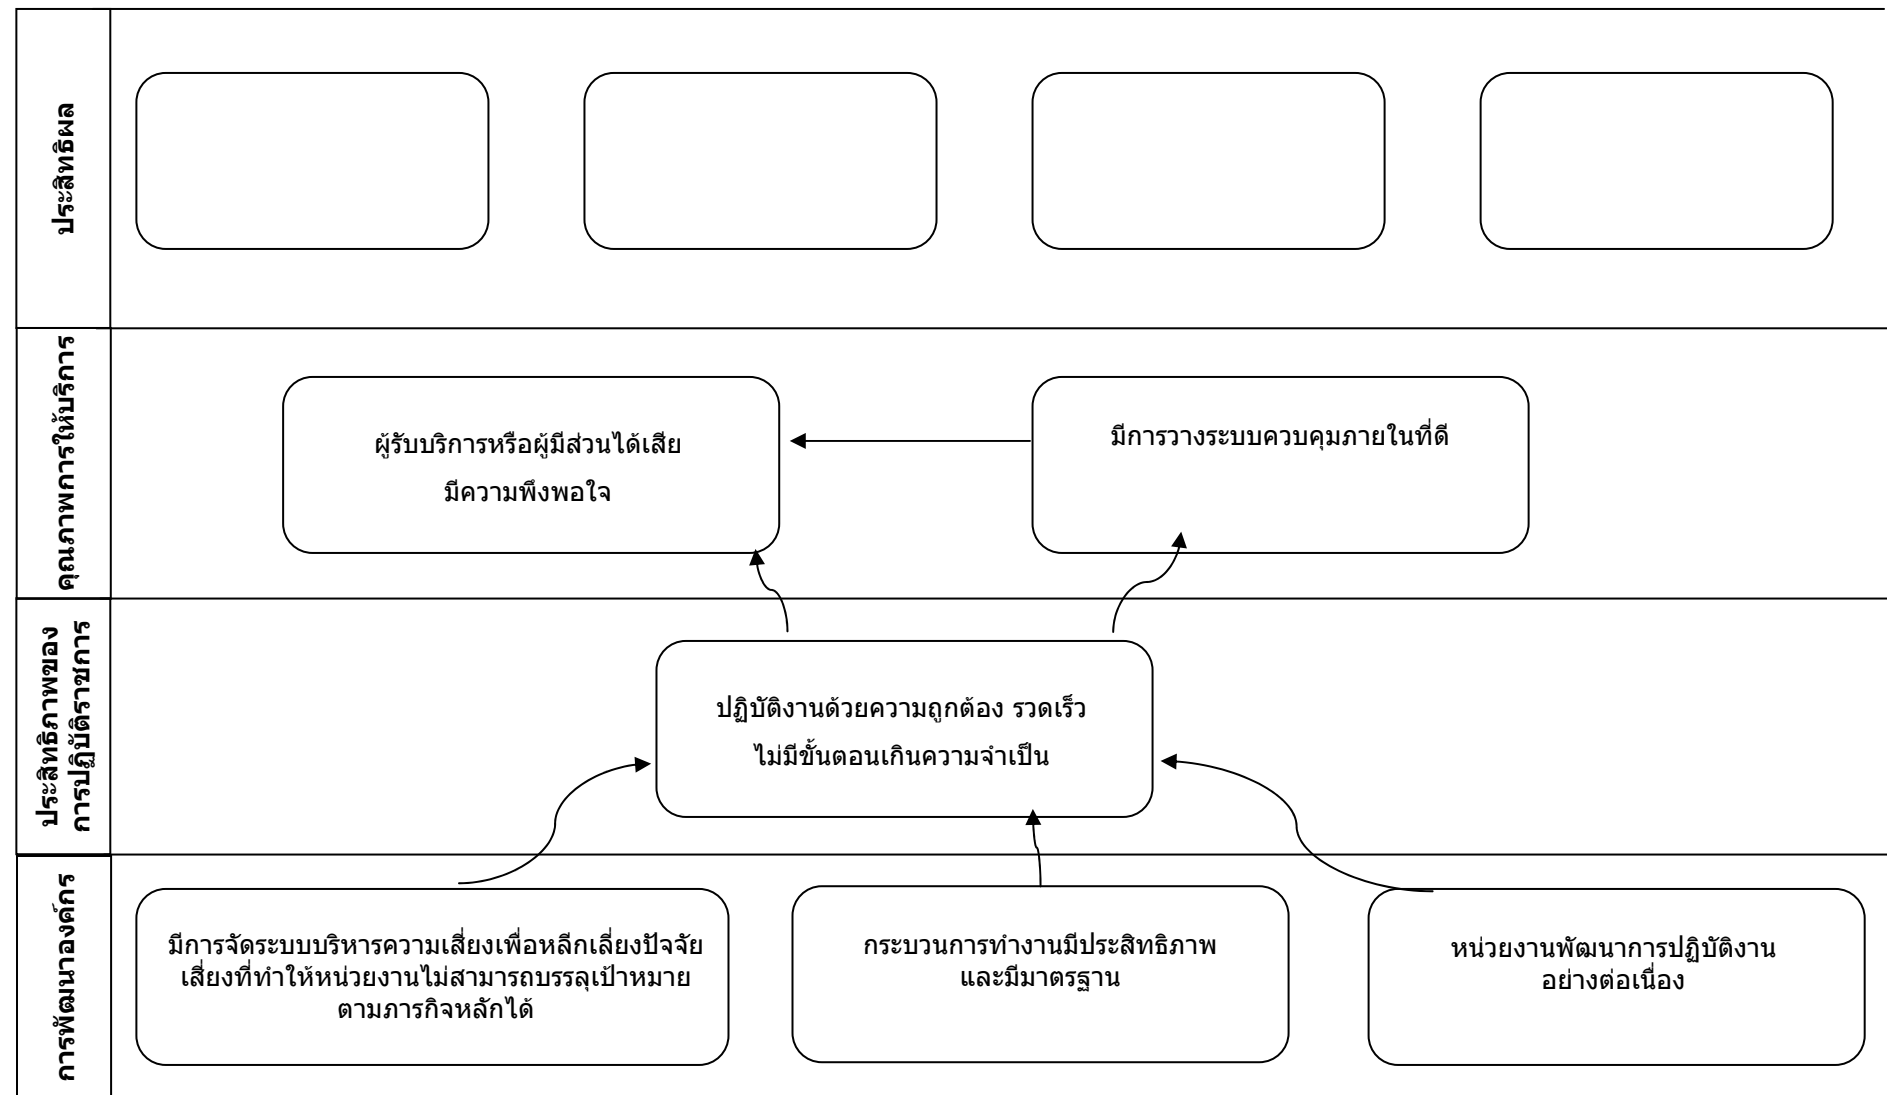 ประสิทธิผล
คุณภาพการให้บริการ
ผู้รับบริการหรือผู้มีส่วนได้เสีย
มีความพึงพอใจ
มีการวางระบบควบคุมภายในที่ดี
ประสิทธิภาพของ
การปฏิบัติราชการ
ปฏิบัติงานด้วยความถูกต้อง รวดเร็ว
ไม่มีขั้นตอนเกินความจำเป็น
การพัฒนาองค์กร
มีการจัดระบบบริหารความเสี่ยงเพื่อหลีกเลี่ยงปัจจัย
เสี่ยงที่ทำให้หน่วยงานไม่สามารถบรรลุเป้าหมาย
ตามภารกิจหลักได้
กระบวนการทำงานมีประสิทธิภาพ
และมีมาตรฐาน
หน่วยงานพัฒนาการปฏิบัติงาน
อย่างต่อเนื่อง